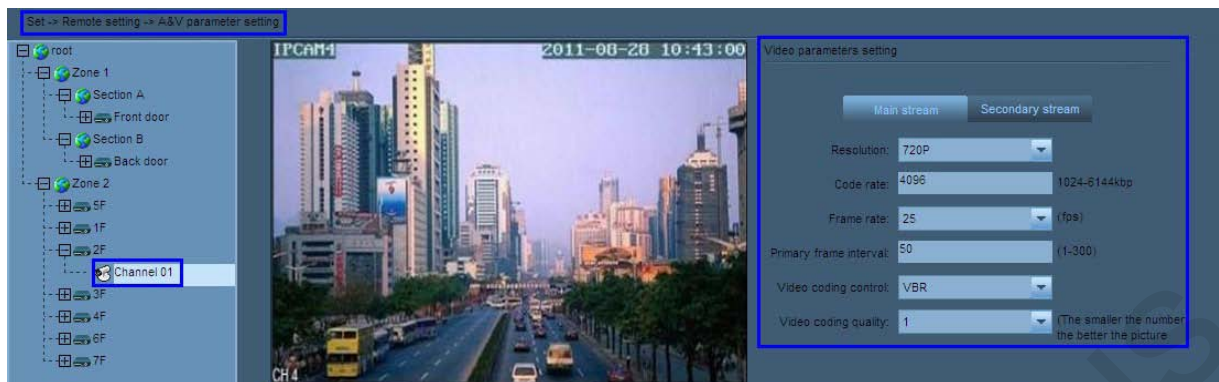 Set -> Remote setting -> A&V parameter setting
root
Zone 1
Section A
Front door
Section B
Back door
Zone 2
5F
1F
2F
Channel 01
3F
4F
6F
7F
IPCAM4 2011-08-28 10:43:00
CH4
Video parameters setting
Main stream Secondary stream
Resolution: 720P
Code rate: 4096 1024-6144kbp
Frame rate: 25 (fps)
Primary frame interval: 50 (1-300)
Video coding control: VBR
Video coding quality: 1 (The smaller the number
the better the picture